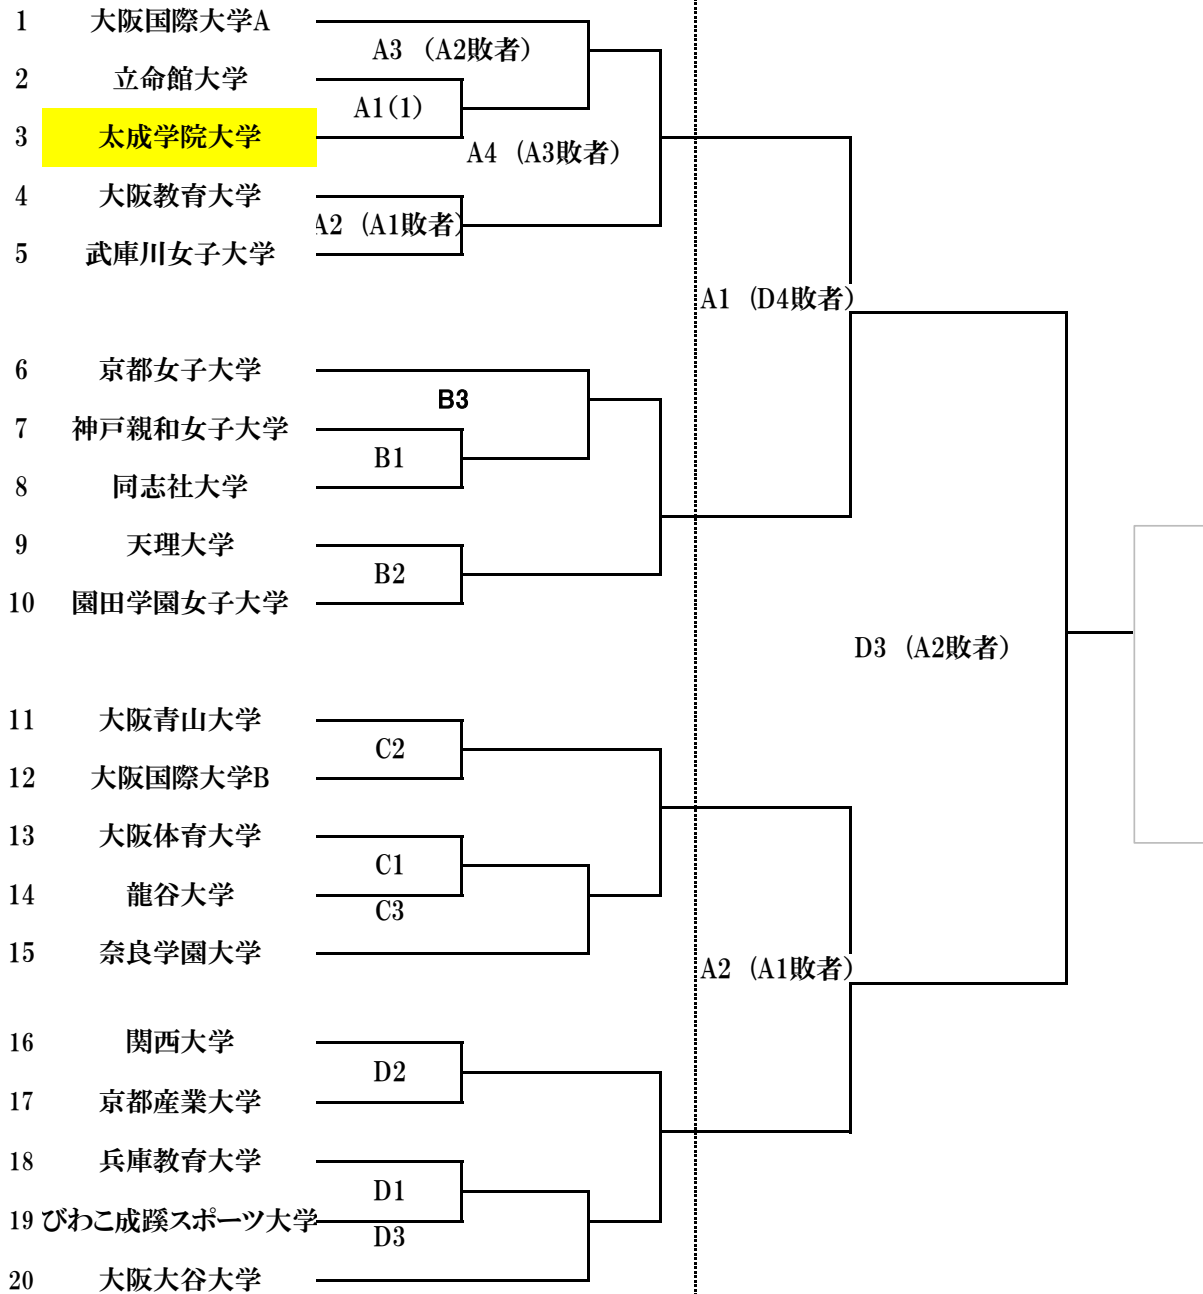 1 大阪国際大学A
A3 （A2敗者）
2 立命館大学
A1(1)
3 太成学院大学
A4 （A3敗者）
4 大阪教育大学
A2 （A1敗者）
5 武庫川女子大学
A1 （D4敗者）
6 京都女子大学
B3
7 神戸親和女子大学
B1
8 同志社大学
9 天理大学
B2
10 園田学園女子大学
D3 （A2敗者）
11 大阪青山大学
C2
12 大阪国際大学B
13 大阪体育大学
C1
14 龍谷大学
C3
15 奈良学園大学
A2 （A1敗者）
16 関西大学
D2
17 京都産業大学
18 兵庫教育大学
D1
19 びわこ成蹊スポーツ大学
D3
20 大阪大谷大学